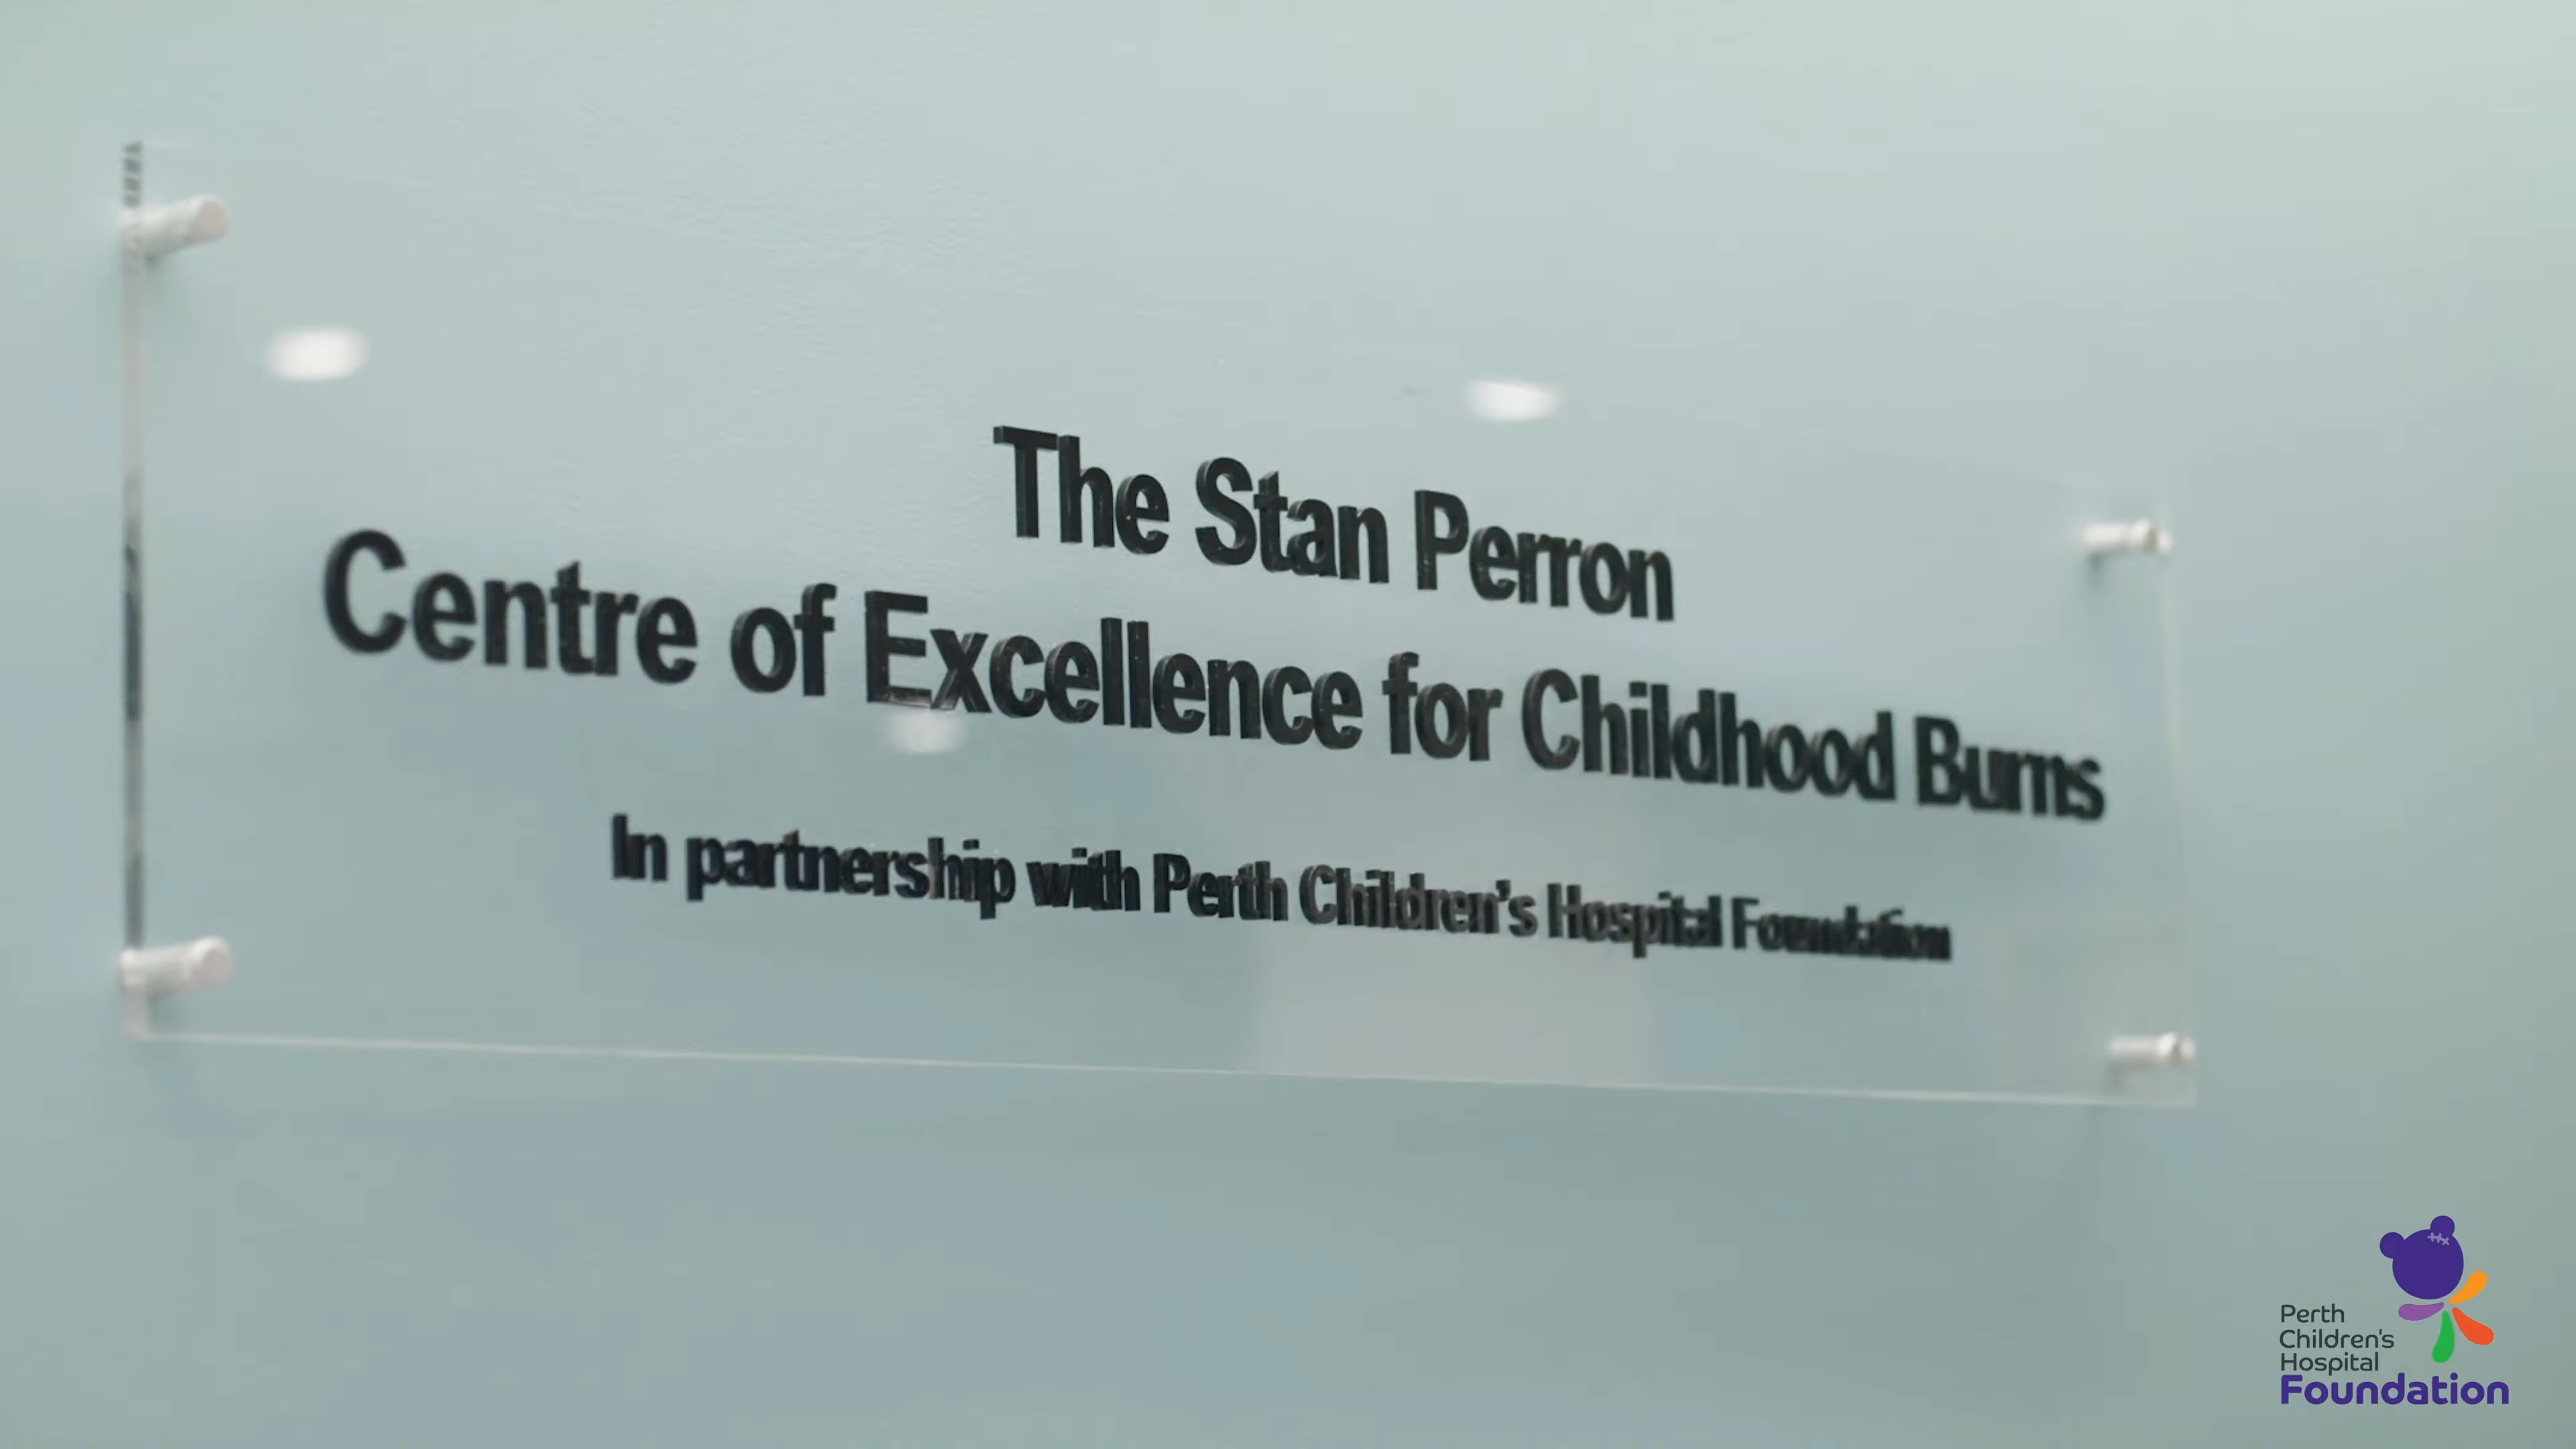 The Stan Perron
Centre of Excellence for Childhood Burns
In partnership with Perth Children's Hospital Foundation
Perth
Children's
Hospital
Foundation